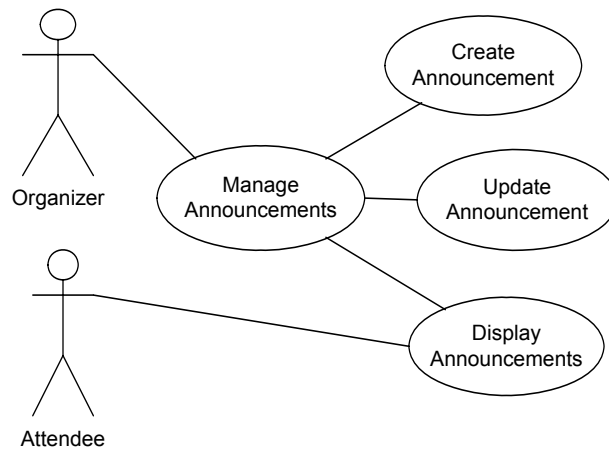 Create
Announcement
Organizer
Manage
Announcements
Update
Announcement
Display
Announcements
Attendee